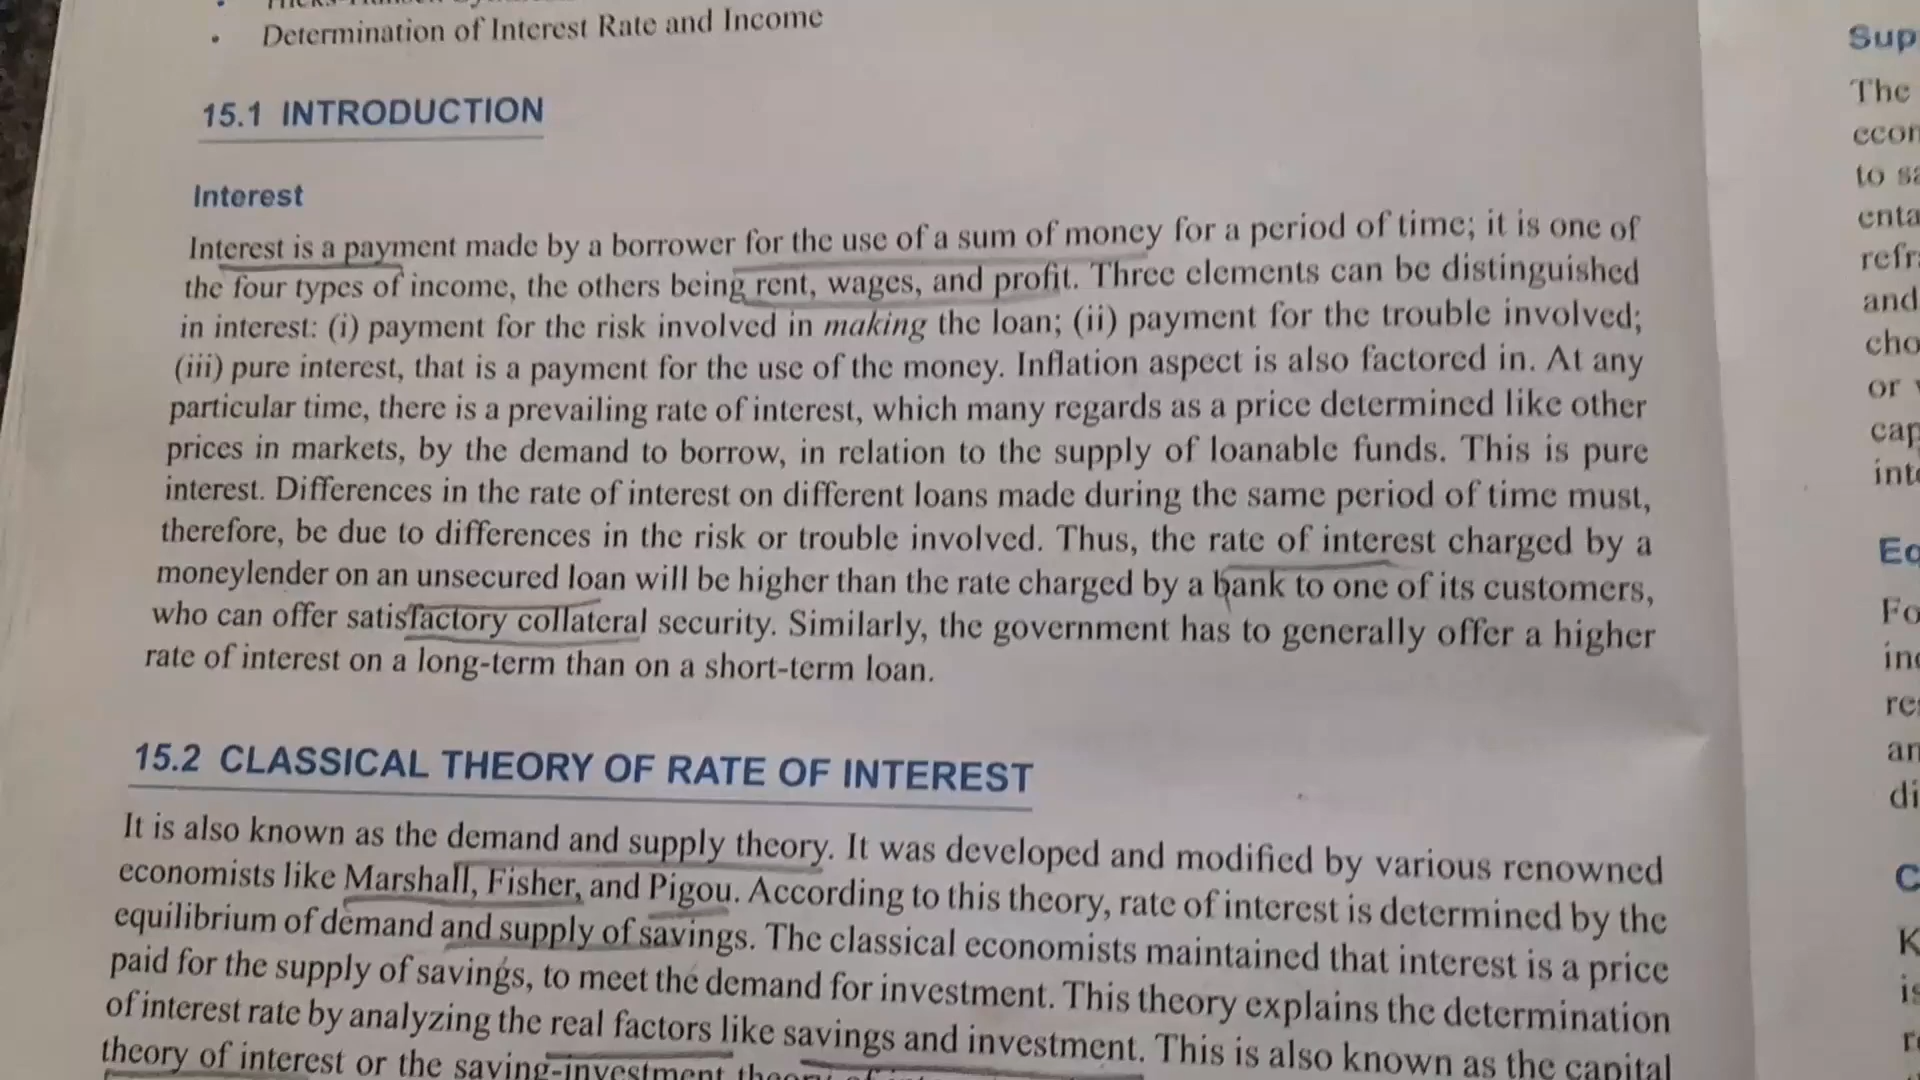 • Determination of Interest Rate and Income
15.1 INTRODUCTION
Interest
Interest is a payment made by a borrower for the use of a sum of money for a period of time; it is one of
the four types of income, the others being rent, wages, and profit. Three elements can be distinguished
in interest: (i) payment for the risk involved in making the loan; (ii) payment for the trouble involved;
(iii) pure interest, that is a payment for the use of the money. Inflation aspect is also factored in. At any
particular time, there is a prevailing rate of interest, which many regards as a price determined like other
prices in markets, by the demand to borrow, in relation to the supply of loanable funds. This is pure
interest. Differences in the rate of interest on different loans made during the same period of time must,
therefore, be due to differences in the risk or trouble involved. Thus, the rate of interest charged by a
moneylender on an unsecured loan will be higher than the rate charged by a bank to one of its customers,
who can offer satisfactory collateral security. Similarly, the government has to generally offer a higher
rate of interest on a long-term than on a short-term loan.
15.2 CLASSICAL THEORY OF RATE OF INTEREST
It is also known as the demand and supply theory. It was developed and modified by various renowned
economists like Marshall, Fisher, and Pigou. According to this theory, rate of interest is determined by the
equilibrium of demand and supply of savings. The classical economists maintained that interest is a price
paid for the supply of savings, to meet the demand for investment. This theory explains the determination
of interest rate by analyzing the real factors like savings and investment. This is also known as the capital
theory of interest or the saving-investment
The
to
and
or